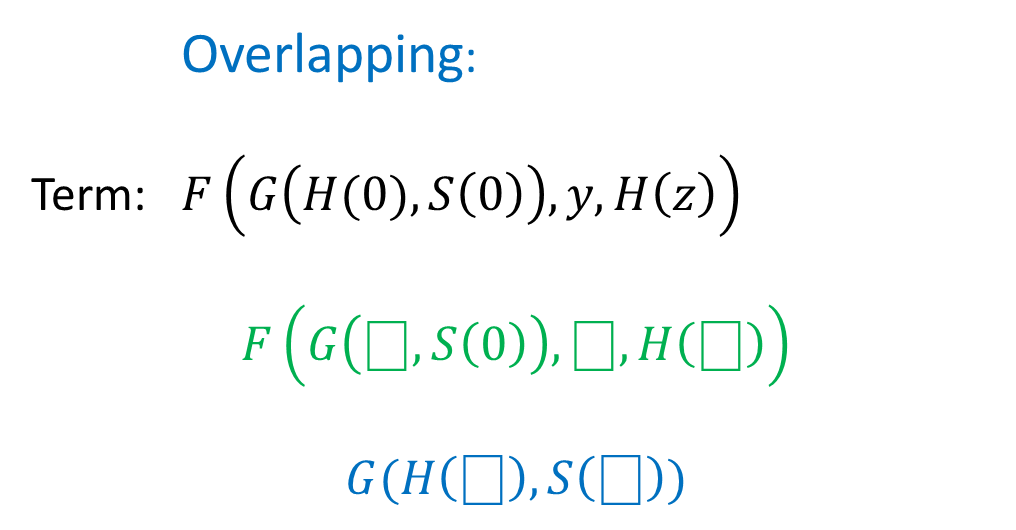 Overlapping:
Term: F(G(H(0), S(0)), y, H(z))
F(G(□, S(0)), □, H(□))
G(H(□), S(□))